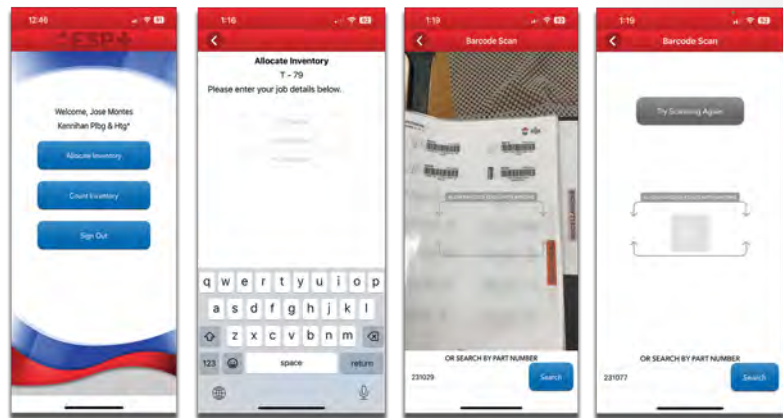 12:46
ESP
Welcome, Jose Montes
Kennihan Plbg & Htg*
Allocate Inventory
Count Inventory
Sign Out
1:16
Allocate Inventory
T - 79
Please enter your job details below.
q w e r t y u i o p
a s d f g h j k l
z x c v b n m
123 space return
1:19
Barcode Scan
OR SEARCH BY PART NUMBER
231029 Search
1:19
Barcode Scan
Try Scanning Again
OR SEARCH BY PART NUMBER
231077 Search